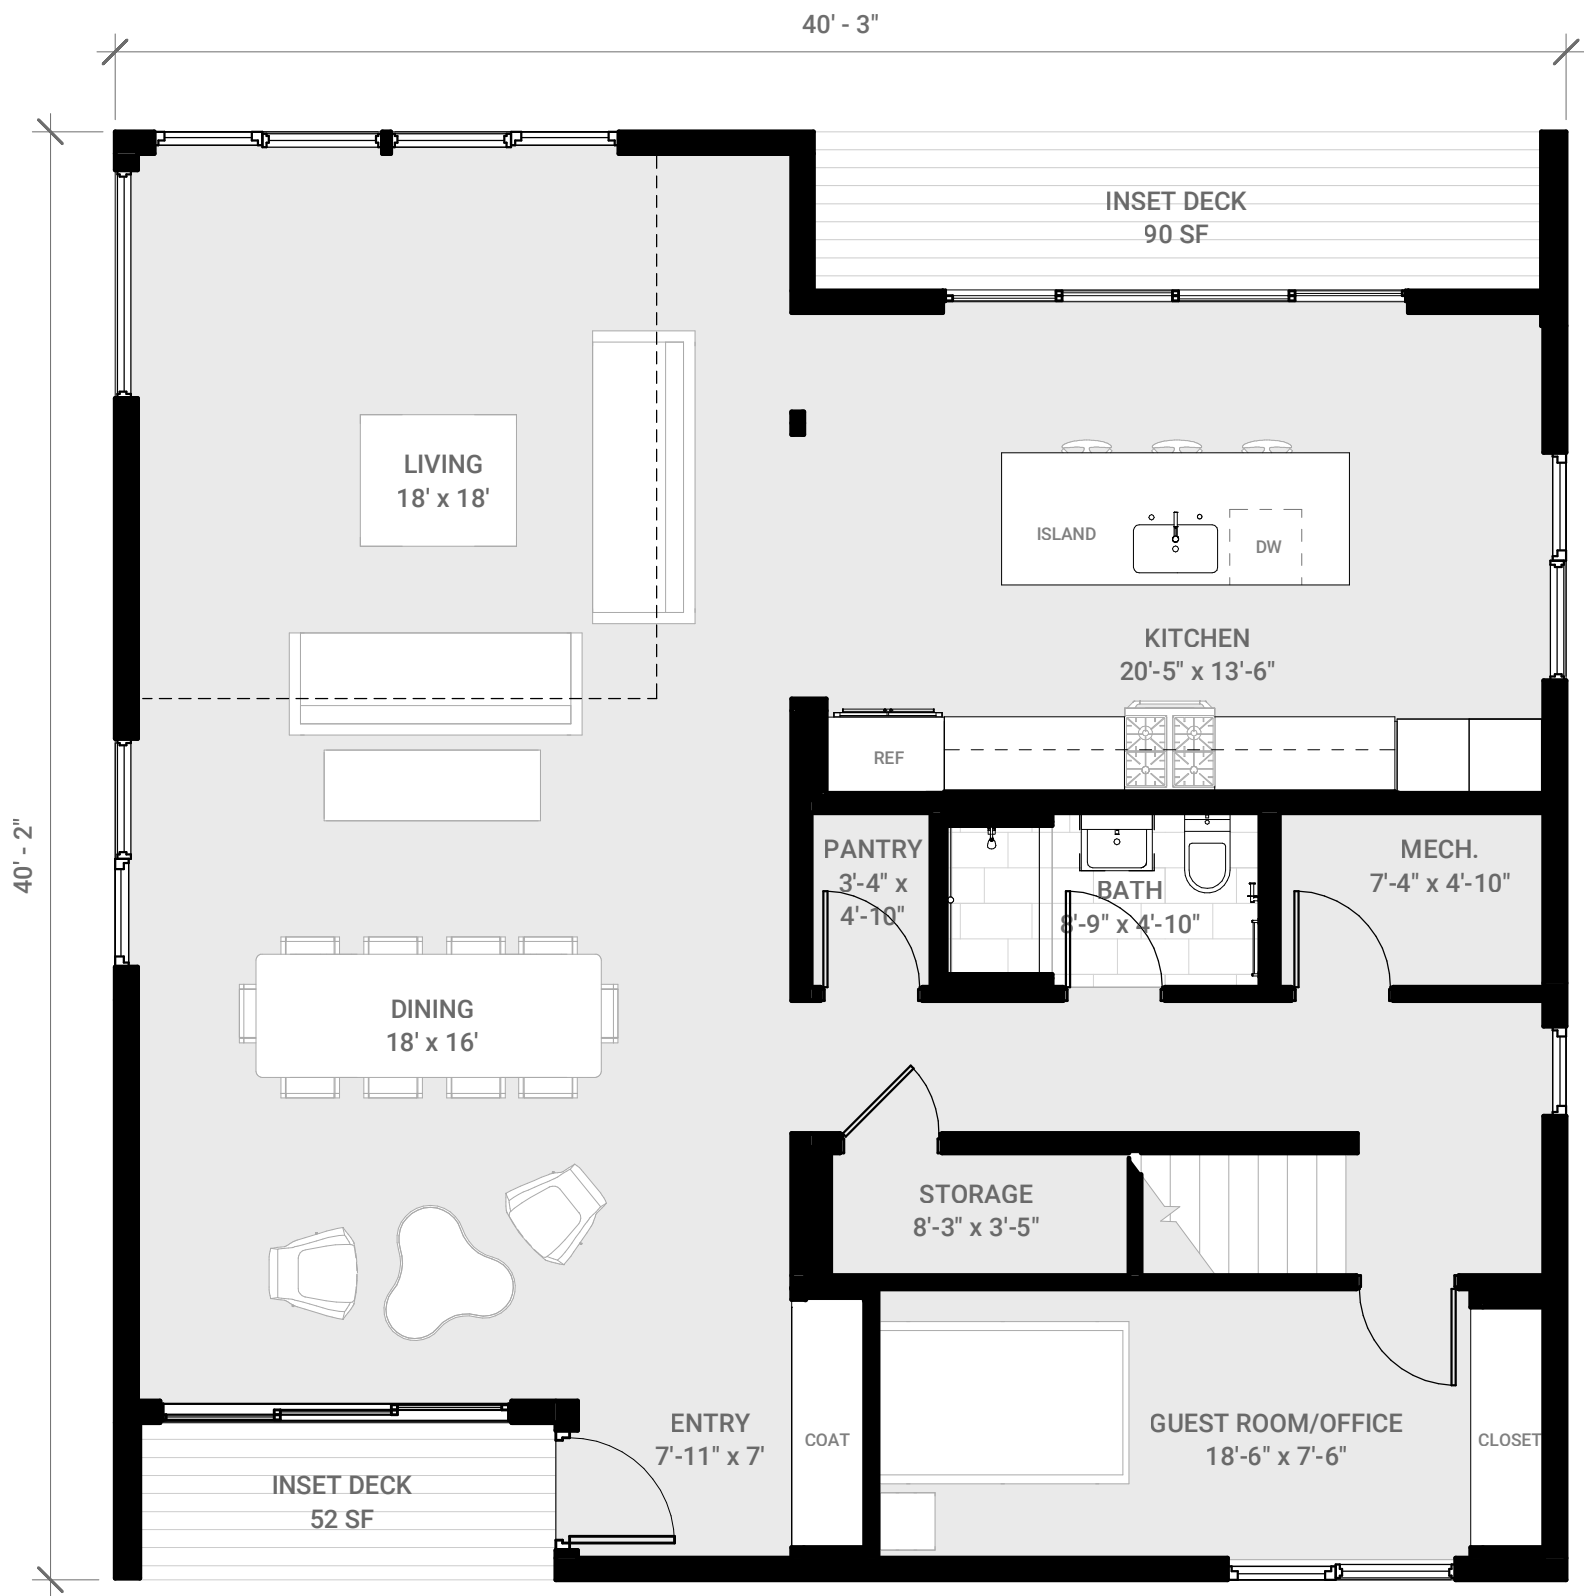 40' - 3"
INSET DECK
90 SF
LIVING
18' x 18'
ISLAND
DW
KITCHEN
20'-5" x 13'-6"
REF
40' - 2"
PANTRY
3'-4" x
4'-10"
BATH
8'-9" x 4'-10"
MECH.
7'-4" x 4'-10"
DINING
18' x 16'
STORAGE
8'-3" x 3'-5"
ENTRY
7'-11" x 7'
COAT
GUEST ROOM/OFFICE
18'-6" x 7'-6"
CLOSET
INSET DECK
52 SF